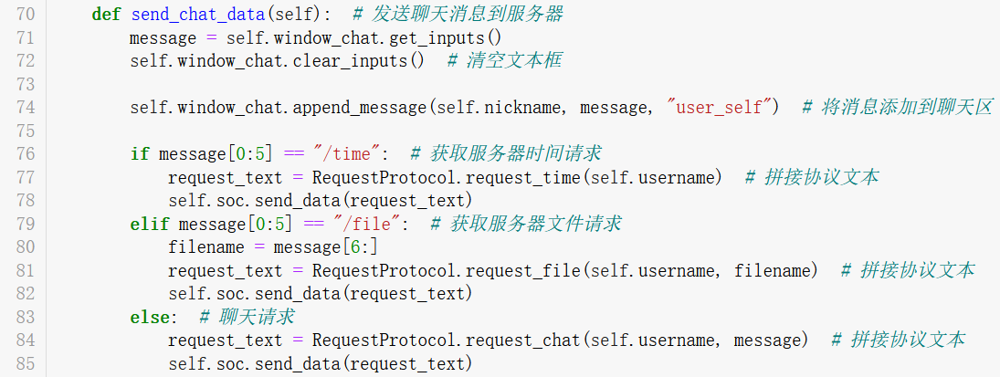 70 def send_chat_data(self):  # 发送聊天消息到服务器
71     message = self.window_chat.get_inputs()
72     self.window_chat.clear_inputs()  # 清空文本框
73
74     self.window_chat.append_message(self.nickname, message, "user_self")  # 将消息添加到聊天区
75
76     if message[0:5] == "/time":  # 获取服务器时间请求
77         request_text = RequestProtocol.request_time(self.username)  # 拼接协议文本
78         self.soc.send_data(request_text)
79     elif message[0:5] == "/file":  # 获取服务器文件请求
80         filename = message[6:]
81         request_text = RequestProtocol.request_file(self.username, filename)  # 拼接协议文本
82         self.soc.send_data(request_text)
83     else:  # 聊天请求
84         request_text = RequestProtocol.request_chat(self.username, message)  # 拼接协议文本
85         self.soc.send_data(request_text)